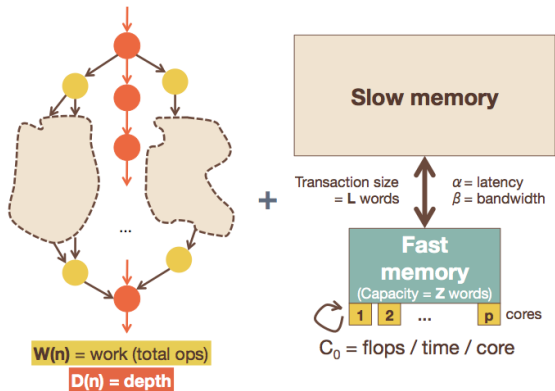 ...
W(n) = work (total ops)
D(n) = depth
+
Slow memory
Transaction size
= L words
α = latency
β = bandwidth
Fast
memory
(Capacity = Z words)
1 2 ... p cores
C₀ = flops / time / core